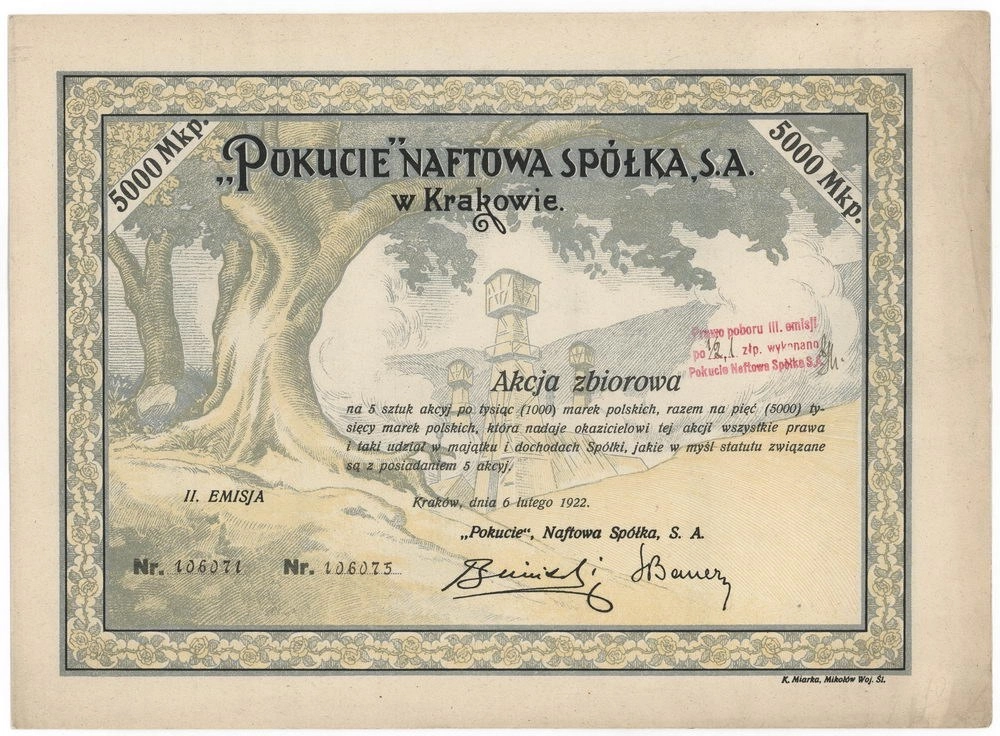 5000 Mkp.
5000 Mkp.
„POKUCIE" NAFTOWA SPÓŁKA, S.A.
w Krakowie.
Prawo poboru III. emisji
po złp. wykonano
Pokucie Naftowa Spółka S.A.
Akcja zbiorowa
na 5 sztuk akcyj po tysiąc (1000) marek polskich, razem na pięć (5000) ty-
sięcy marek polskich, która nadaje okazicielowi tej akcji wszystkie prawa
i taki udział w majątku i dochodach Spółki, jakie w myśl statutu związane
są z posiadaniem 5 akcyj.
II. EMISJA
Kraków, dnia 6 lutego 1922.
„Pokucie", Naftowa Spółka, S. A.
Nr. 106071 Nr. 106075
K. Miarka, Mikołów Woj. Śl.